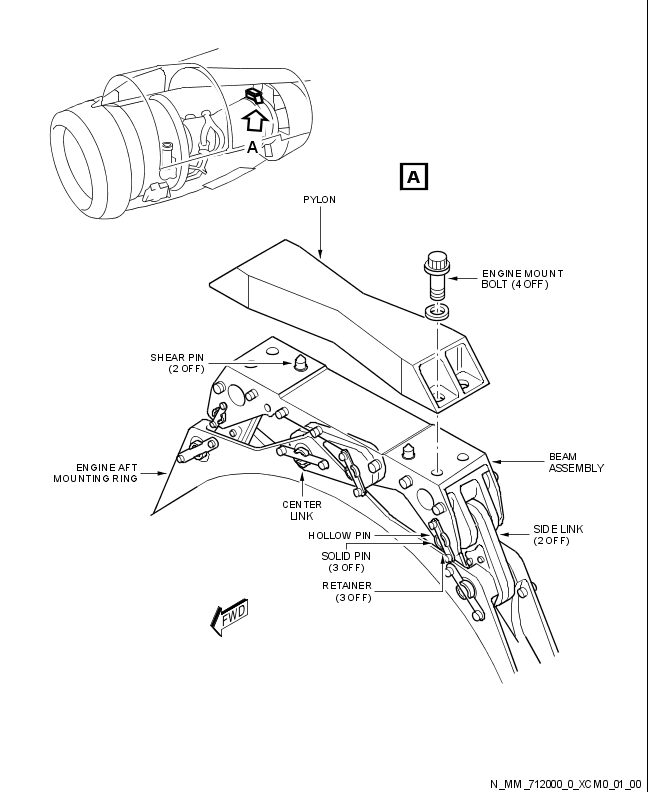 A
A
PYLON
ENGINE MOUNT
BOLT (4 OFF)
SHEAR PIN
(2 OFF)
BEAM
ASSEMBLY
ENGINE AFT
MOUNTING RING
CENTER
LINK
SIDE LINK
(2 OFF)
HOLLOW PIN
SOLID PIN
(3 OFF)
RETAINER
(3 OFF)
FWD
N_MM_712000_0_XCM0_01_00